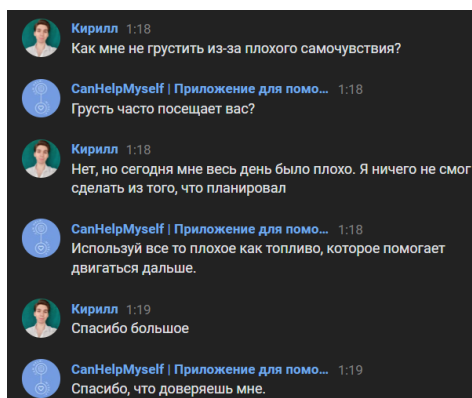 Кирилл 1:18
Как мне не грустить из-за плохого самочувствия?
CanHelpMyself | Приложение для помо... 1:18
Грусть часто посещает вас?
Кирилл 1:18
Нет, но сегодня мне весь день было плохо. Я ничего не смог
сделать из того, что планировал
CanHelpMyself | Приложение для помо... 1:18
Используй все то плохое как топливо, которое помогает
двигаться дальше.
Кирилл 1:19
Спасибо большое
CanHelpMyself | Приложение для помо... 1:19
Спасибо, что доверяешь мне.